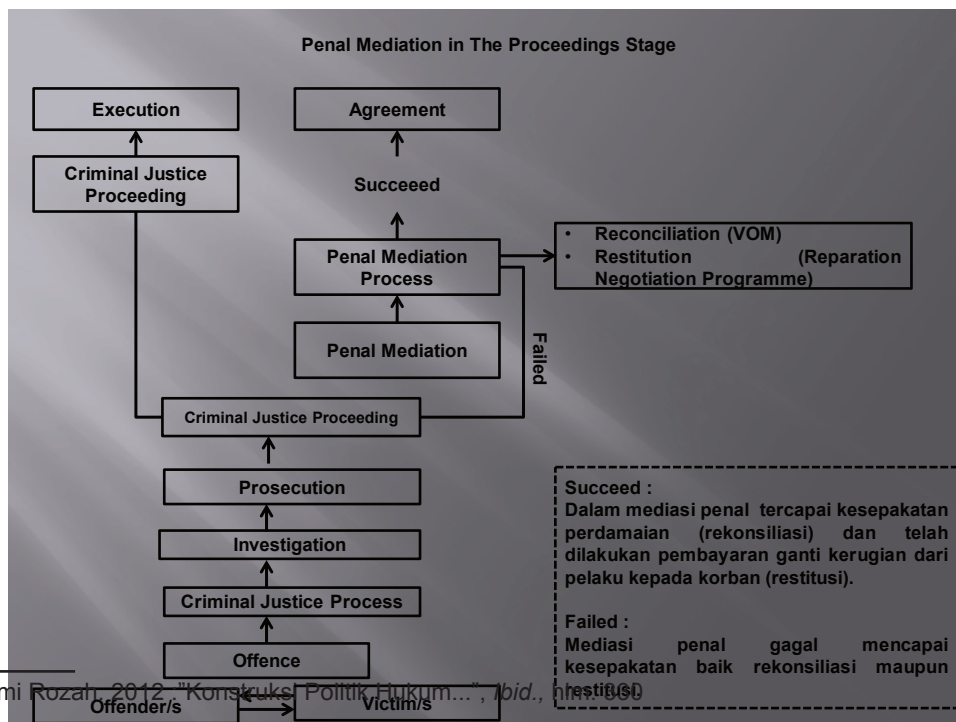 Penal Mediation in The Proceedings Stage
Execution
Agreement
Criminal Justice
Proceeding
Succeeed
Penal Mediation
Process
• Reconciliation (VOM)
• Restitution (Reparation
Negotiation Programme)
Penal Mediation
Failed
Criminal Justice Proceeding
Prosecution
Investigation
Criminal Justice Process
Offence
Offender/s
Victim/s
Succeed :
Dalam mediasi penal tercapai kesepakatan
perdamaian (rekonsiliasi) dan telah
dilakukan pembayaran ganti kerugian dari
pelaku kepada korban (restitusi).
Failed :
Mediasi penal gagal mencapai
kesepakatan baik rekonsiliasi maupun
restitusi.
mi Rozah, 2012. "Konstruksi Politik Hukum...", Ibid., hlm.